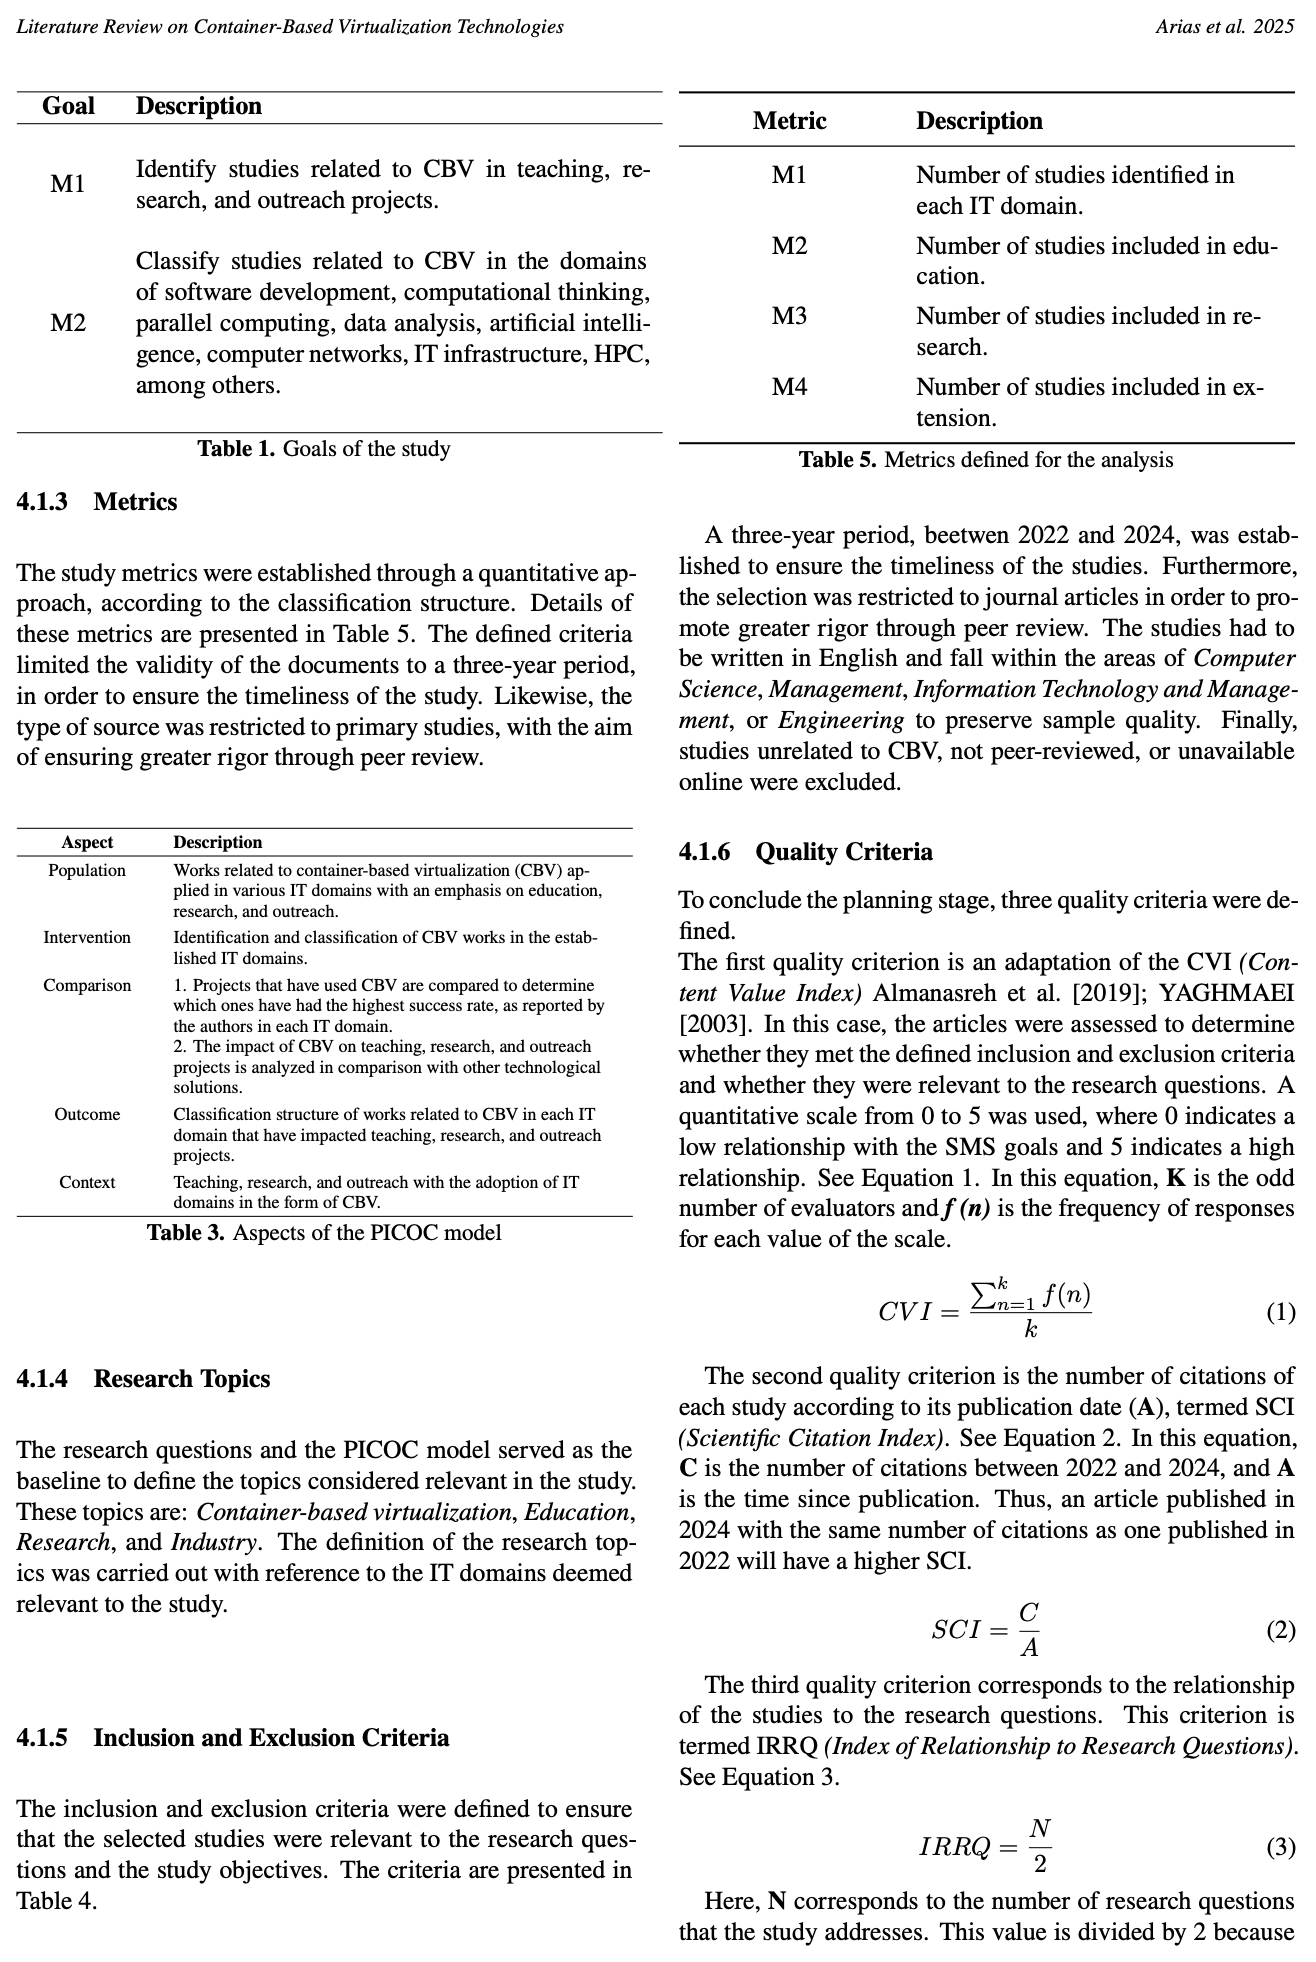 Literature Review on Container-Based Virtualization Technologies
Arias et al. 2025
Goal Description
M1 Identify studies related to CBV in teaching, re-
search, and outreach projects.
M2 Classify studies related to CBV in the domains
of software development, computational thinking,
parallel computing, data analysis, artificial intelli-
gence, computer networks, IT infrastructure, HPC,
among others.
Table 1. Goals of the study
4.1.3 Metrics
The study metrics were established through a quantitative ap-
proach, according to the classification structure. Details of
these metrics are presented in Table 5. The defined criteria
limited the validity of the documents to a three-year period,
in order to ensure the timeliness of the study. Likewise, the
type of source was restricted to primary studies, with the aim
of ensuring greater rigor through peer review.
Aspect Description
Population Works related to container-based virtualization (CBV) ap-
plied in various IT domains with an emphasis on education,
research, and outreach.
Intervention Identification and classification of CBV works in the estab-
lished IT domains.
Comparison 1. Projects that have used CBV are compared to determine
which ones have had the highest success rate, as reported by
the authors in each IT domain.
2. The impact of CBV on teaching, research, and outreach
projects is analyzed in comparison with other technological
solutions.
Outcome Classification structure of works related to CBV in each IT
domain that have impacted teaching, research, and outreach
projects.
Context Teaching, research, and outreach with the adoption of IT
domains in the form of CBV.
Table 3. Aspects of the PICOC model
4.1.4 Research Topics
The research questions and the PICOC model served as the
baseline to define the topics considered relevant in the study.
These topics are: Container-based virtualization, Education,
Research, and Industry. The definition of the research top-
ics was carried out with reference to the IT domains deemed
relevant to the study.
4.1.5 Inclusion and Exclusion Criteria
The inclusion and exclusion criteria were defined to ensure
that the selected studies were relevant to the research ques-
tions and the study objectives. The criteria are presented in
Table 4.
Metric Description
M1 Number of studies identified in
each IT domain.
M2 Number of studies included in edu-
cation.
M3 Number of studies included in re-
search.
M4 Number of studies included in ex-
tension.
Table 5. Metrics defined for the analysis
A three-year period, beetwen 2022 and 2024, was estab-
lished to ensure the timeliness of the studies. Furthermore,
the selection was restricted to journal articles in order to pro-
mote greater rigor through peer review. The studies had to
be written in English and fall within the areas of Computer
Science, Management, Information Technology and Manage-
ment, or Engineering to preserve sample quality. Finally,
studies unrelated to CBV, not peer-reviewed, or unavailable
online were excluded.
4.1.6 Quality Criteria
To conclude the planning stage, three quality criteria were de-
fined.
The first quality criterion is an adaptation of the CVI (Con-
tent Value Index) Almanasreh et al. [2019]; YAGHMAEI
[2003]. In this case, the articles were assessed to determine
whether they met the defined inclusion and exclusion criteria
and whether they were relevant to the research questions. A
quantitative scale from 0 to 5 was used, where 0 indicates a
low relationship with the SMS goals and 5 indicates a high
relationship. See Equation 1. In this equation, K is the odd
number of evaluators and f (n) is the frequency of responses
for each value of the scale.
CVI = \frac{\sum_{n=1}^{k} f(n)}{k} (1)
The second quality criterion is the number of citations of
each study according to its publication date (A), termed SCI
(Scientific Citation Index). See Equation 2. In this equation,
C is the number of citations between 2022 and 2024, and A
is the time since publication. Thus, an article published in
2024 with the same number of citations as one published in
2022 will have a higher SCI.
SCI = \frac{C}{A} (2)
The third quality criterion corresponds to the relationship
of the studies to the research questions. This criterion is
termed IRRQ (Index of Relationship to Research Questions).
See Equation 3.
IRRQ = \frac{N}{2} (3)
Here, N corresponds to the number of research questions
that the study addresses. This value is divided by 2 because